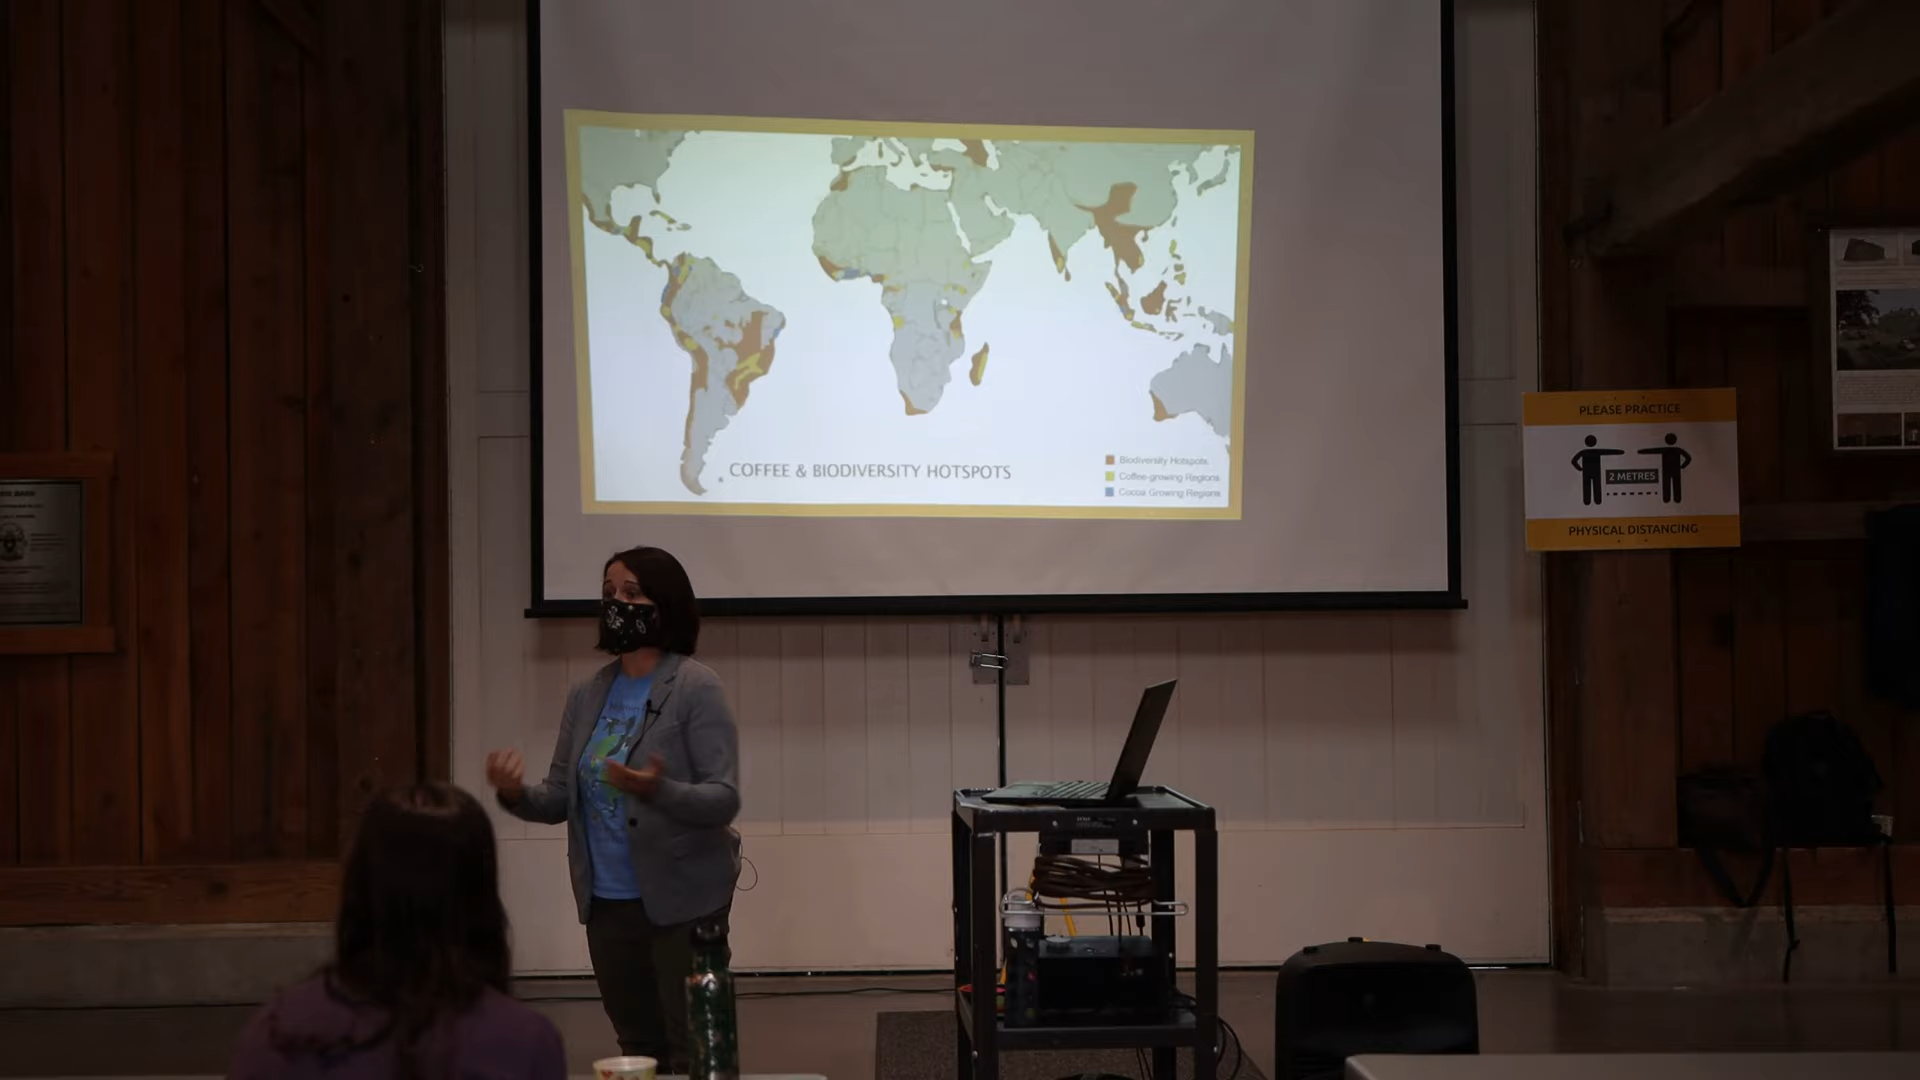 COFFEE & BIODIVERSITY HOTSPOTS
Biodiversity Hotspots
Coffee-growing Regions
Cocoa Growing Regions
PLEASE PRACTICE
2 METRES
PHYSICAL DISTANCING